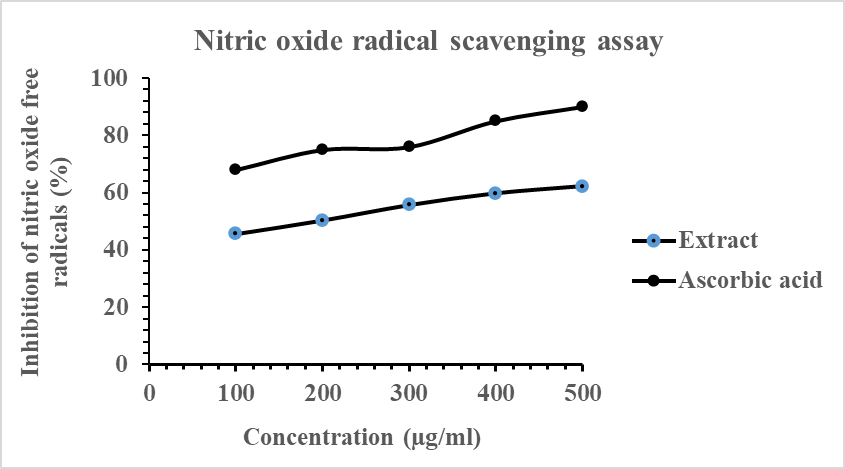 Nitric oxide radical scavenging assay
Inhibition of nitric oxide free
radicals (%)
100
80
60
40
20
0
0 100 200 300 400 500
Concentration (µg/ml)
Extract
Ascorbic acid